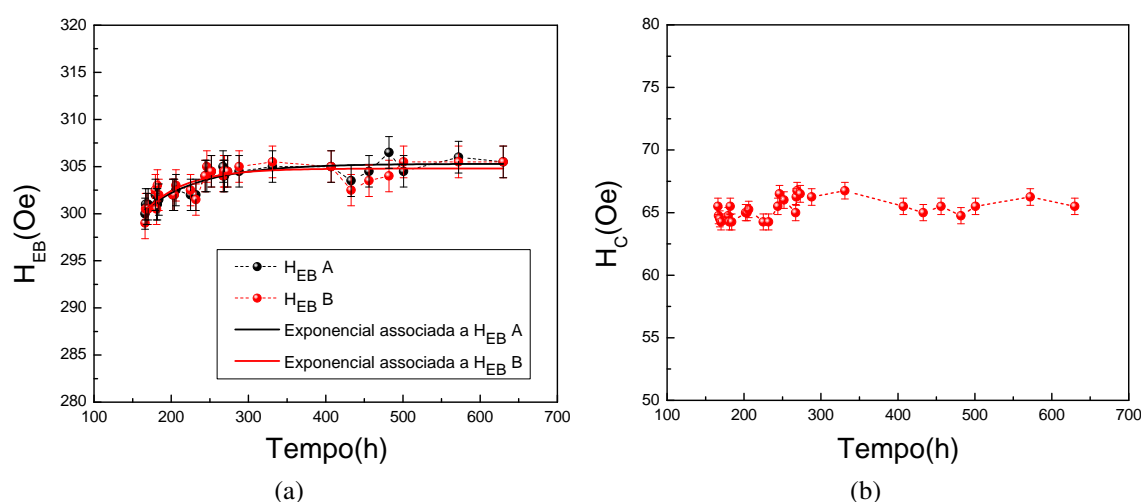 320
315
310
305
300
295
290
285
280
H_EB(Oe)
H_EB A
H_EB B
Exponencial associada a H_EB A
Exponencial associada a H_EB B
100 200 300 400 500 600 700
Tempo(h)
(a)
80
75
70
65
60
55
50
H_C(Oe)
100 200 300 400 500 600 700
Tempo(h)
(b)